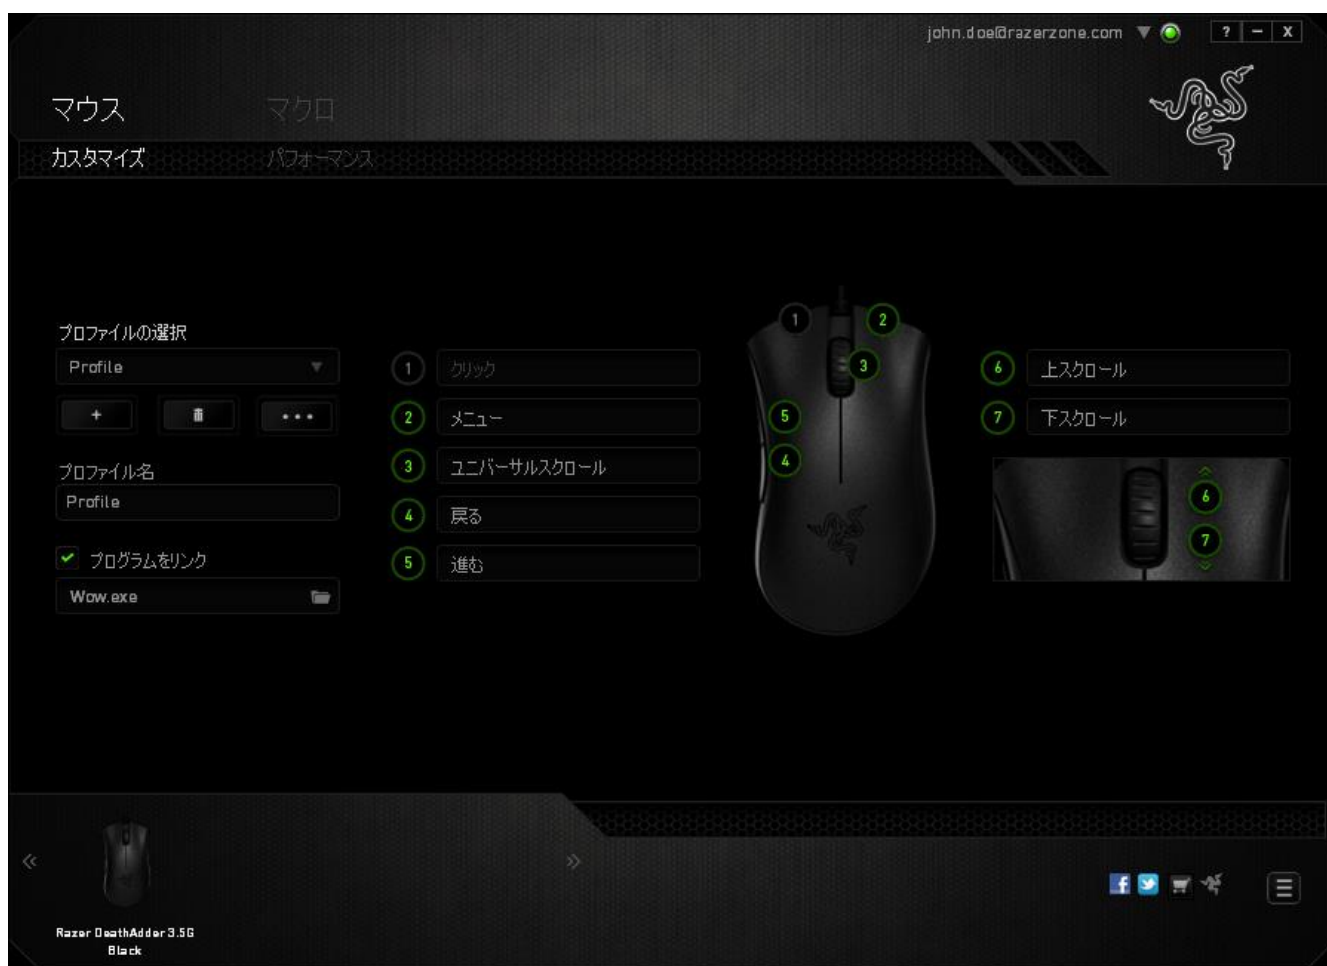 john.doe@razerzone.com
? – X
マウス
マクロ
カスタマイズ
パフォーマンス
プロファイルの選択
Profile
プロファイル名
Profile
プログラムをリンク
Wow.exe
1 クリック
2 メニュー
3 ユニバーサルスクロール
4 戻る
5 進む
1
2
3
5
4
6 上スクロール
7 下スクロール
6
7
Razer DeathAdder 3.5G
Black